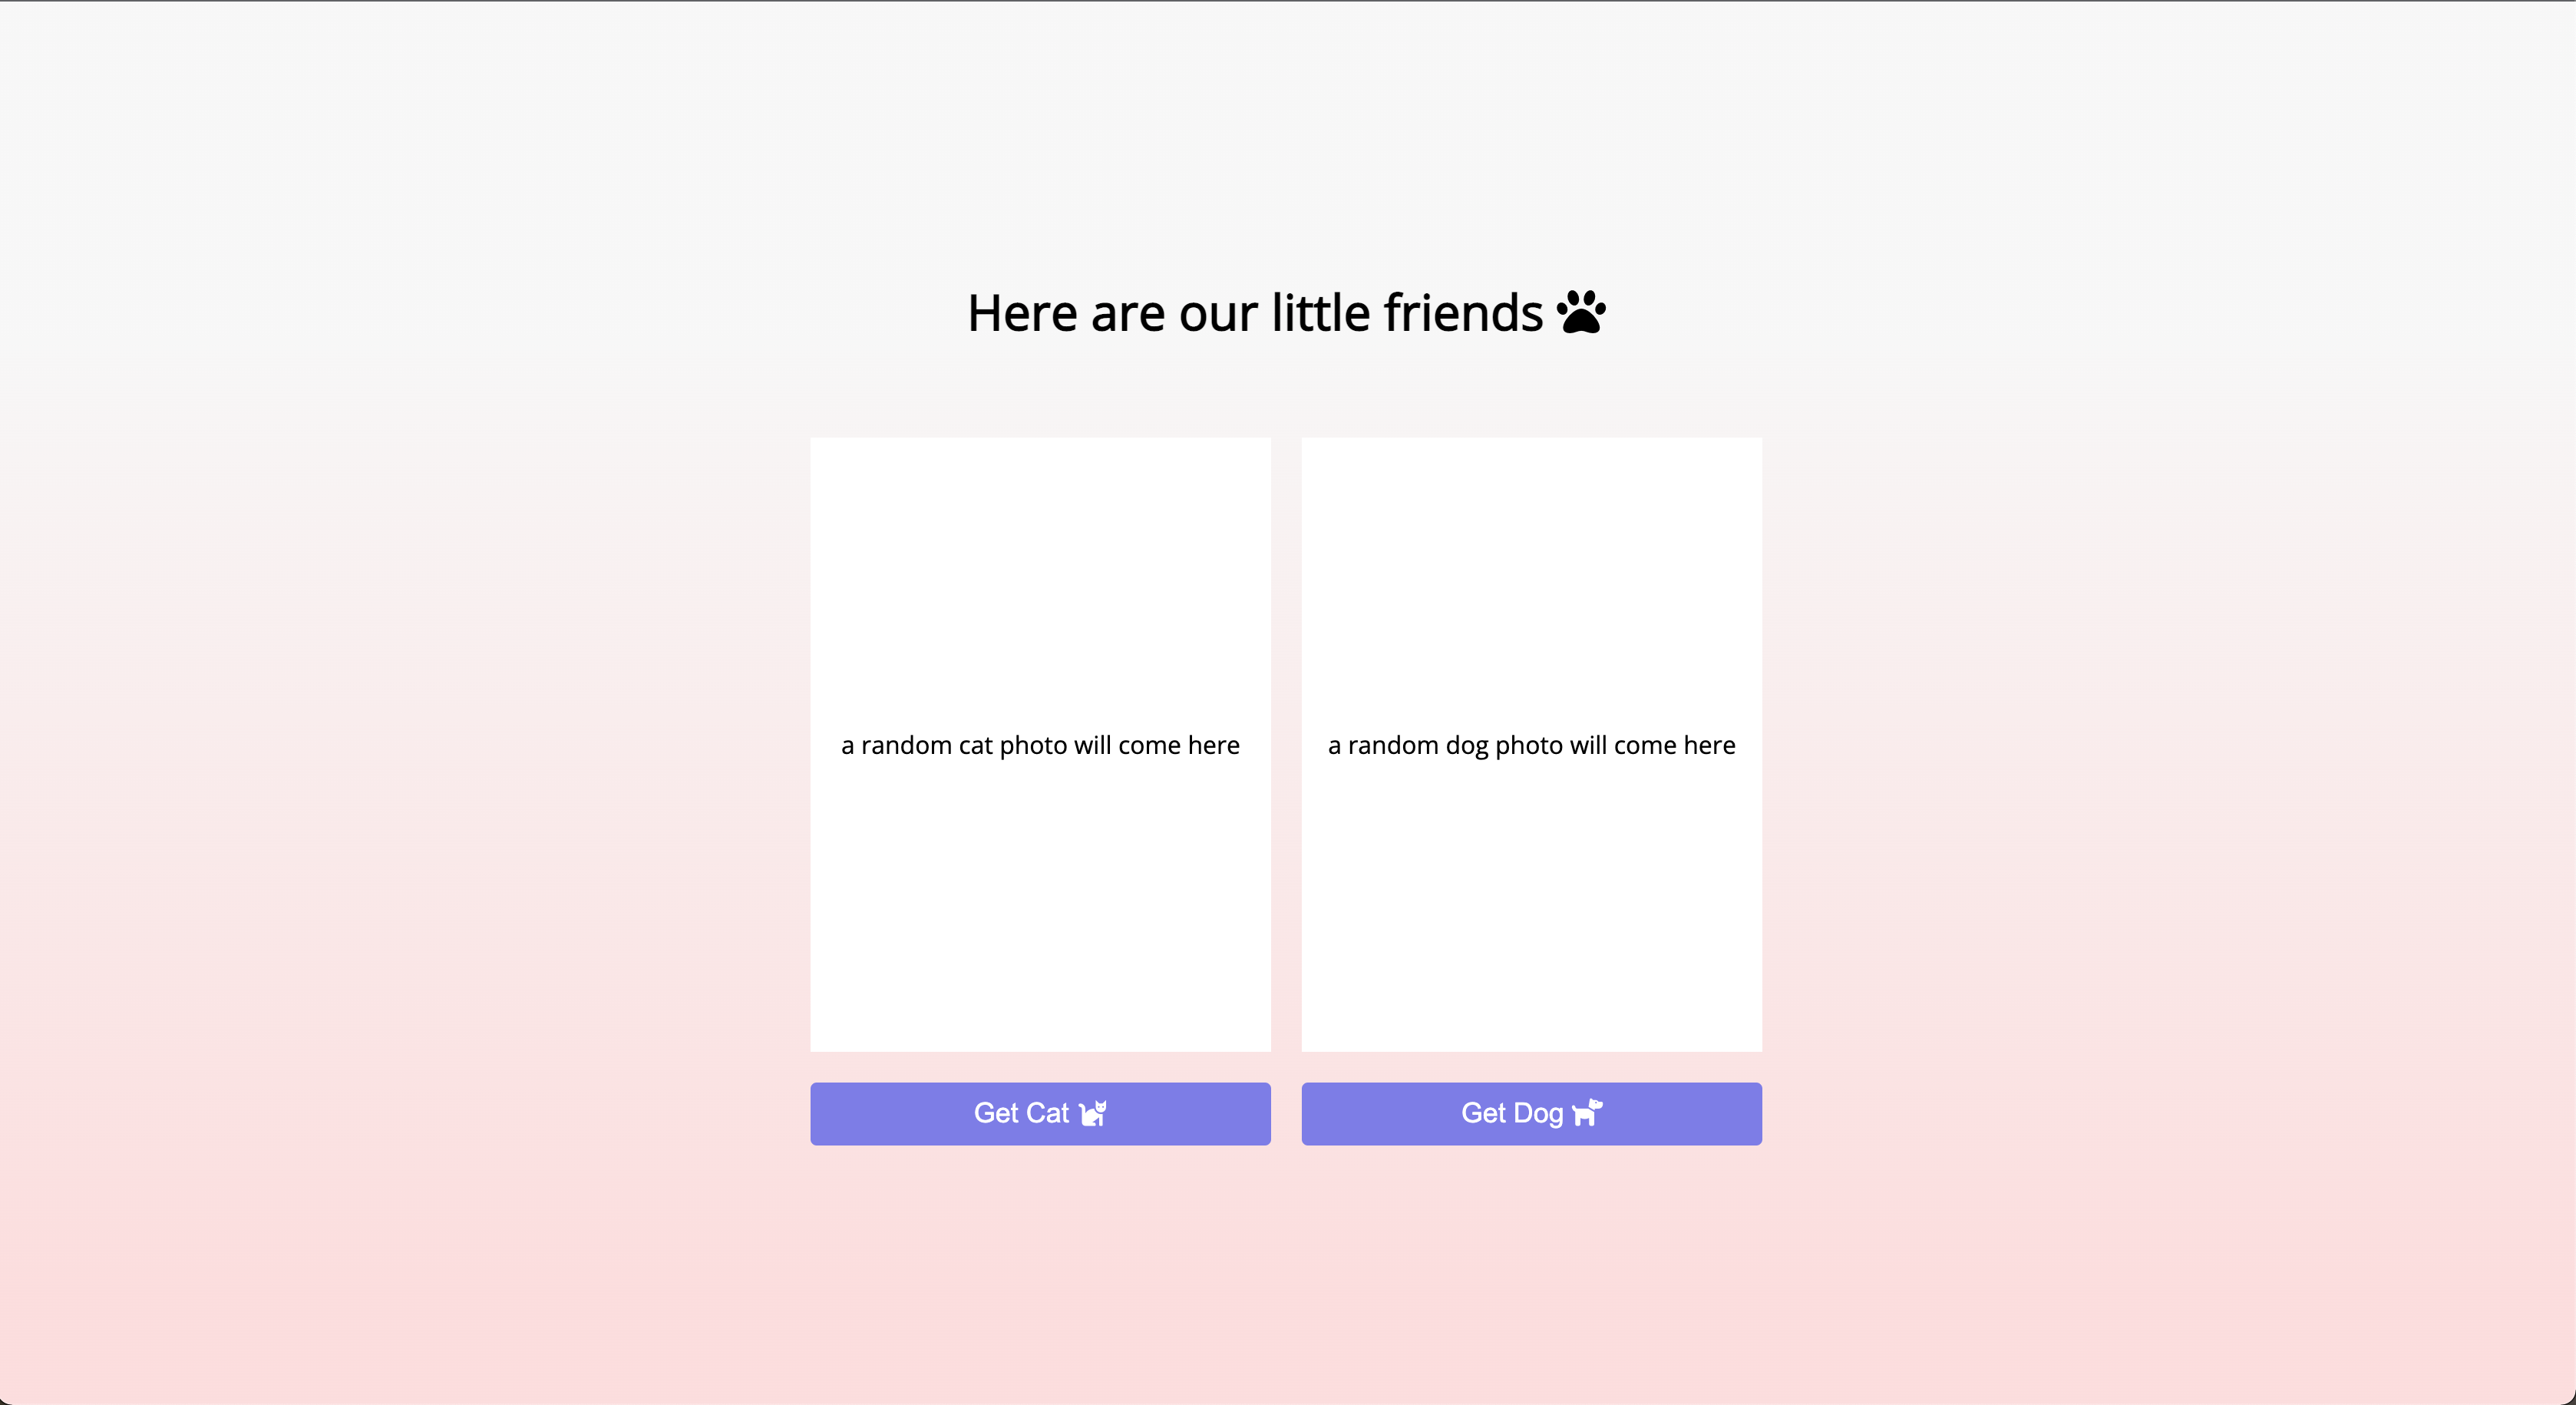 Here are our little friends
a random cat photo will come here
a random dog photo will come here
Get Cat
Get Dog